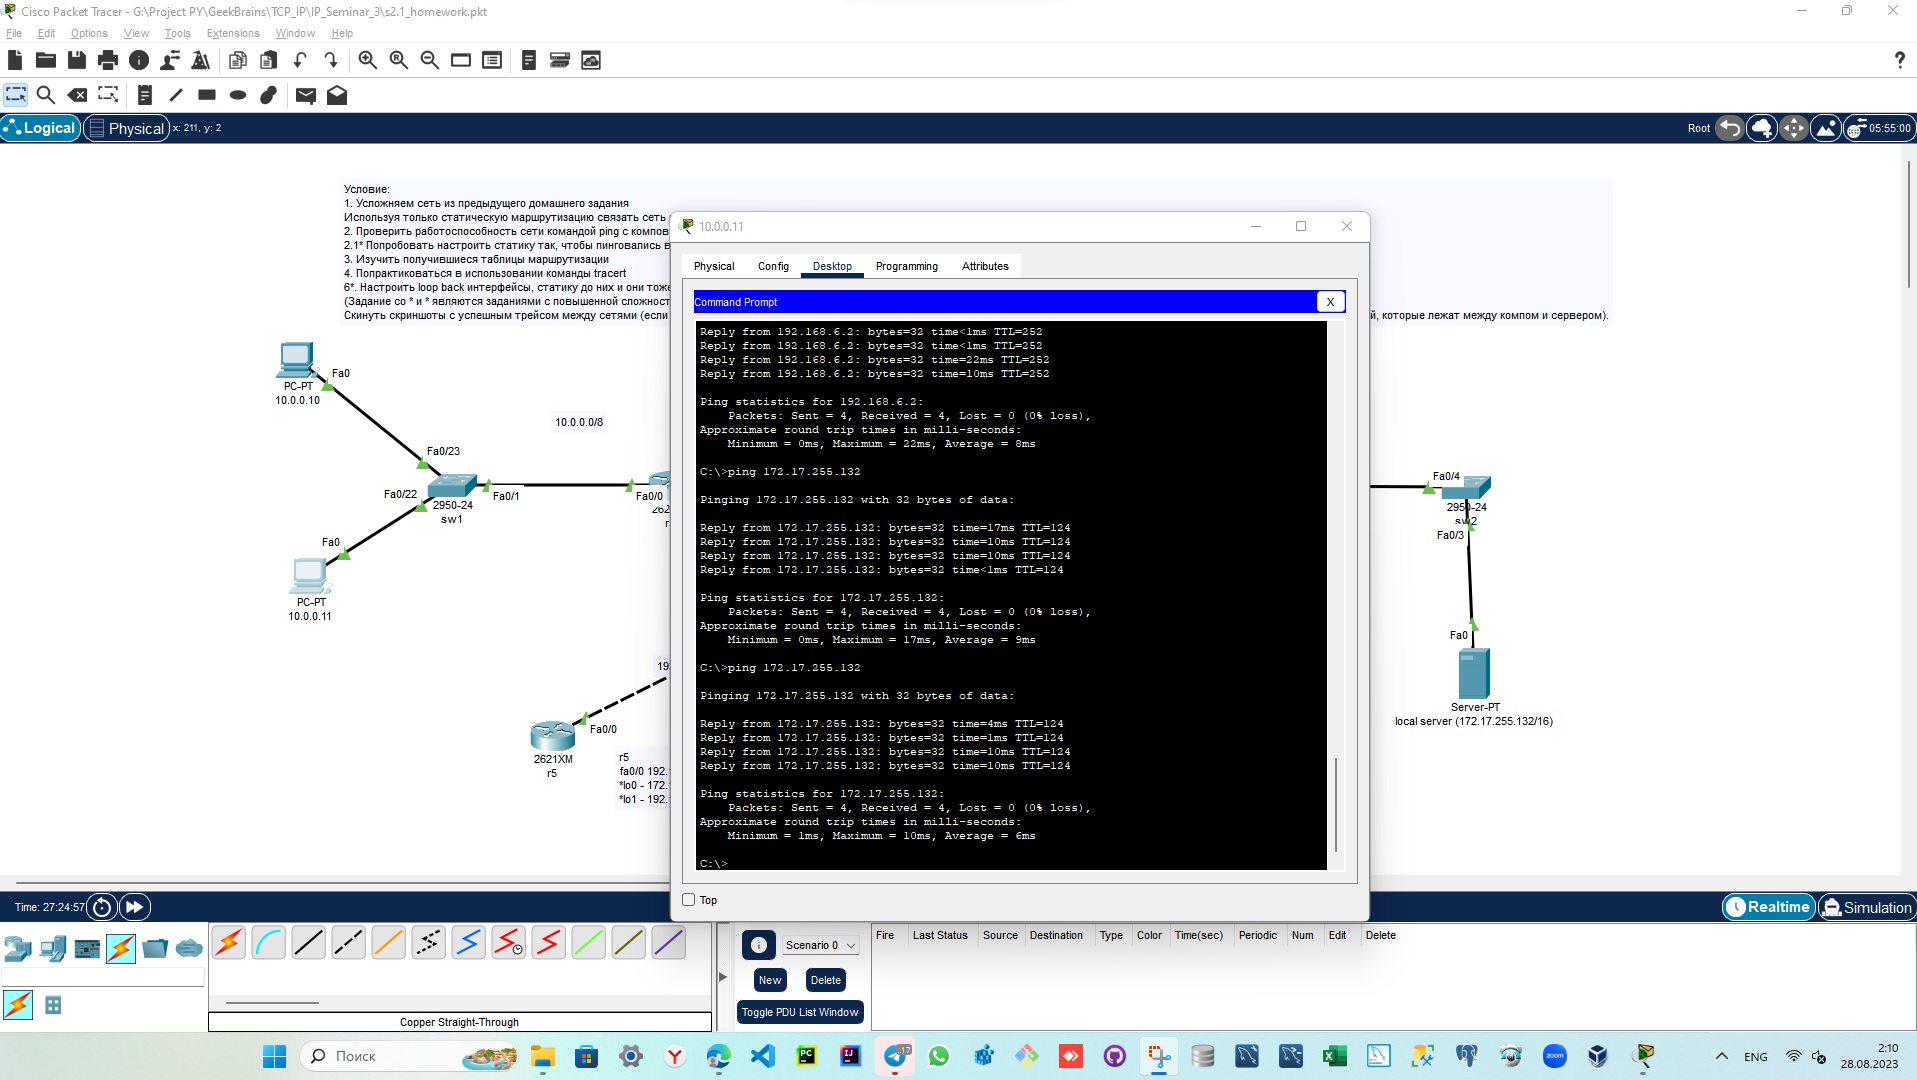 Cisco Packet Tracer - G:\Project PY\GeekBrains\TCP_IP\IP_Seminar_3\s2.1_homework.pkt
File Edit Options View Tools Extensions Window Help
Logical Physical x: 211, y: 2
Root 05:55:00
Условие:
1. Усложняем сеть из предыдущего домашнего задания
Используя только статическую маршрутизацию связать сеть
2. Проверить работоспособность сети командой ping с компов
2.1* Попробовать настроить статику так, чтобы пинговались в
3. Изучить получившиеся таблицы маршрутизации
4. Попрактиковаться в использовании команды tracert
6*. Настроить loop back интерфейсы, статику до них и они тоже
(Задание со * и * являются заданиями с повышенной сложност
Скинуть скриншоты с успешным трейсом между сетями (если
й, которые лежат между компом и сервером).
Fa0
PC-PT
10.0.0.10
10.0.0.0/8
Fa0/23
Fa0/22
Fa0/1
Fa0/0
2950-24
sw1
262
r
Fa0
PC-PT
10.0.0.11
19
Fa0/0
2621XM
r5
r5
fa0/0 192.
*lo0 - 172.
*lo1 - 192.
10.0.0.11
Physical Config Desktop Programming Attributes
Command Prompt
X
Reply from 192.168.6.2: bytes=32 time<1ms TTL=252
Reply from 192.168.6.2: bytes=32 time<1ms TTL=252
Reply from 192.168.6.2: bytes=32 time=22ms TTL=252
Reply from 192.168.6.2: bytes=32 time=10ms TTL=252
Ping statistics for 192.168.6.2:
Packets: Sent = 4, Received = 4, Lost = 0 (0% loss),
Approximate round trip times in milli-seconds:
Minimum = 0ms, Maximum = 22ms, Average = 8ms
C:\>ping 172.17.255.132
Pinging 172.17.255.132 with 32 bytes of data:
Reply from 172.17.255.132: bytes=32 time=17ms TTL=124
Reply from 172.17.255.132: bytes=32 time=10ms TTL=124
Reply from 172.17.255.132: bytes=32 time=10ms TTL=124
Reply from 172.17.255.132: bytes=32 time<1ms TTL=124
Ping statistics for 172.17.255.132:
Packets: Sent = 4, Received = 4, Lost = 0 (0% loss),
Approximate round trip times in milli-seconds:
Minimum = 0ms, Maximum = 17ms, Average = 9ms
C:\>ping 172.17.255.132
Pinging 172.17.255.132 with 32 bytes of data:
Reply from 172.17.255.132: bytes=32 time=4ms TTL=124
Reply from 172.17.255.132: bytes=32 time=1ms TTL=124
Reply from 172.17.255.132: bytes=32 time=10ms TTL=124
Reply from 172.17.255.132: bytes=32 time=10ms TTL=124
Ping statistics for 172.17.255.132:
Packets: Sent = 4, Received = 4, Lost = 0 (0% loss),
Approximate round trip times in milli-seconds:
Minimum = 1ms, Maximum = 10ms, Average = 6ms
C:\>
Top
Fa0/4
2950-24
sw2
Fa0/3
Fa0
Server-PT
local server (172.17.255.132/16)
Time: 27:24:57
Realtime Simulation
Copper Straight-Through
Scenario 0
New Delete
Toggle PDU List Window
Fire Last Status Source Destination Type Color Time(sec) Periodic Num Edit Delete
Поиск
17
zoom
ENG
2:10
28.08.2023